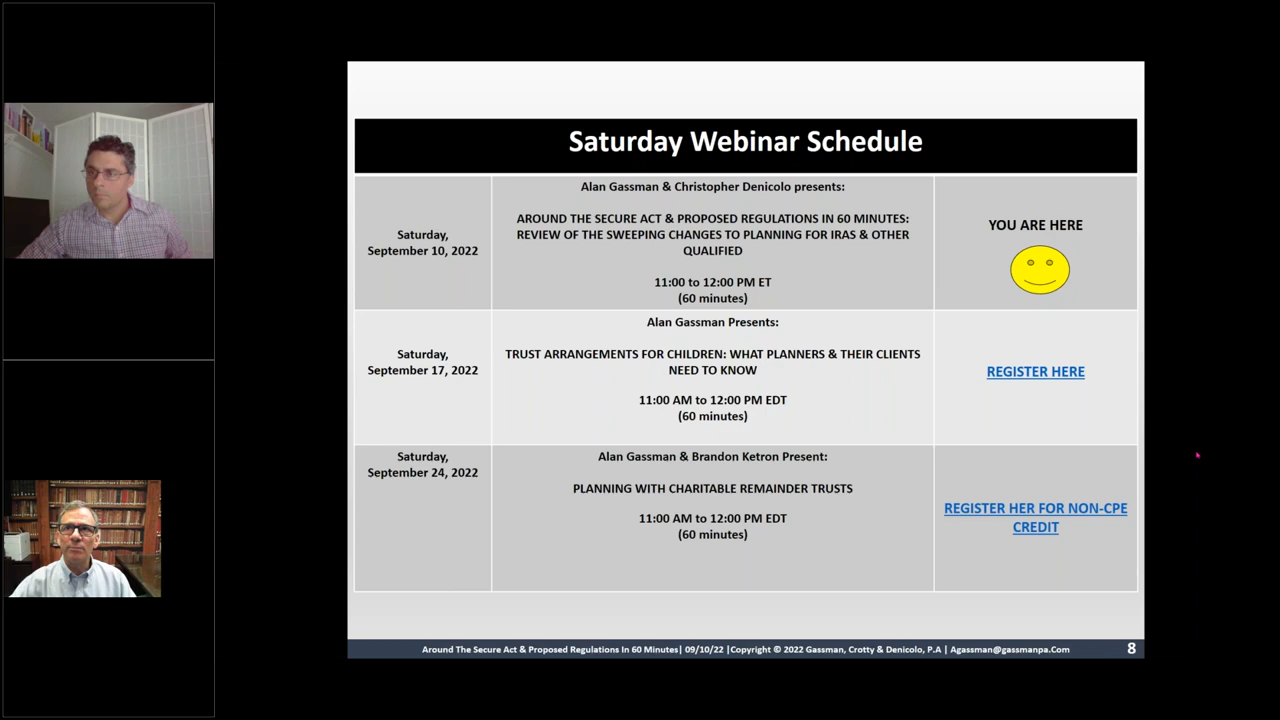 Saturday Webinar Schedule
Saturday,
September 10, 2022
Alan Gassman & Christopher Denicolo presents:
AROUND THE SECURE ACT & PROPOSED REGULATIONS IN 60 MINUTES:
REVIEW OF THE SWEEPING CHANGES TO PLANNING FOR IRAS & OTHER
QUALIFIED
11:00 to 12:00 PM ET
(60 minutes)
YOU ARE HERE
Saturday,
September 17, 2022
Alan Gassman Presents:
TRUST ARRANGEMENTS FOR CHILDREN: WHAT PLANNERS & THEIR CLIENTS
NEED TO KNOW
11:00 AM to 12:00 PM EDT
(60 minutes)
REGISTER HERE
Saturday,
September 24, 2022
Alan Gassman & Brandon Ketron Present:
PLANNING WITH CHARITABLE REMAINDER TRUSTS
11:00 AM to 12:00 PM EDT
(60 minutes)
REGISTER HER FOR NON-CPE
CREDIT
Around The Secure Act & Proposed Regulations In 60 Minutes| 09/10/22 |Copyright © 2022 Gassman, Crotty & Denicolo, P.A | Agassman@gassmanpa.Com
8